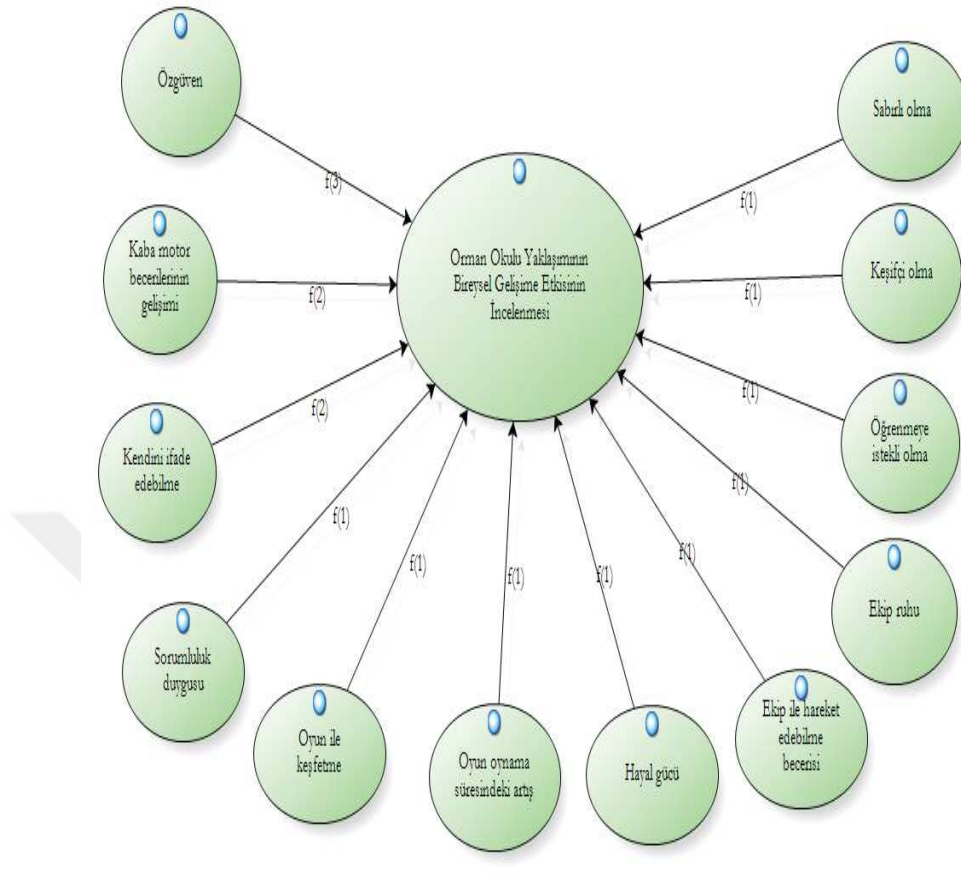 Özgüven
f(3)
Kaba motor
becerilerinin
gelişimi
f(2)
Kendini ifade
edebilme
f(2)
Sorumluluk
duygusu
f(1)
Oyun ile
keşfetme
f(1)
Oyun oynama
süresindeki artış
f(1)
Hayal gücü
f(1)
Ekip ile hareket
edebilme
becerisi
f(1)
Ekip ruhu
f(1)
Öğrenmeye
istekli olma
f(1)
Keşifçi olma
f(1)
Sabırlı olma
f(1)
Orman Okulu Yaklaşımının
Bireysel Gelişime Etkisinin
İncelenmesi